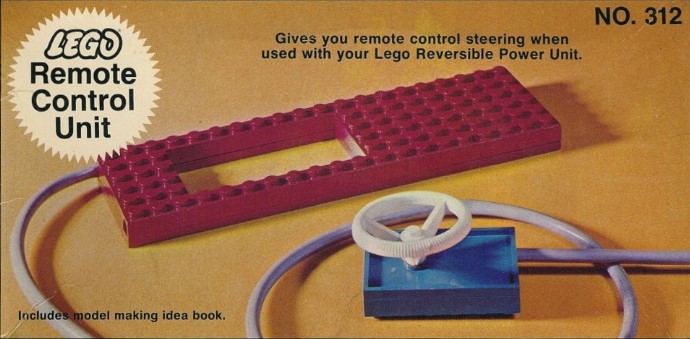 LEGO
Remote
Control
Unit
NO. 312
Gives you remote control steering when
used with your Lego Reversible Power Unit.
Includes model making idea book.